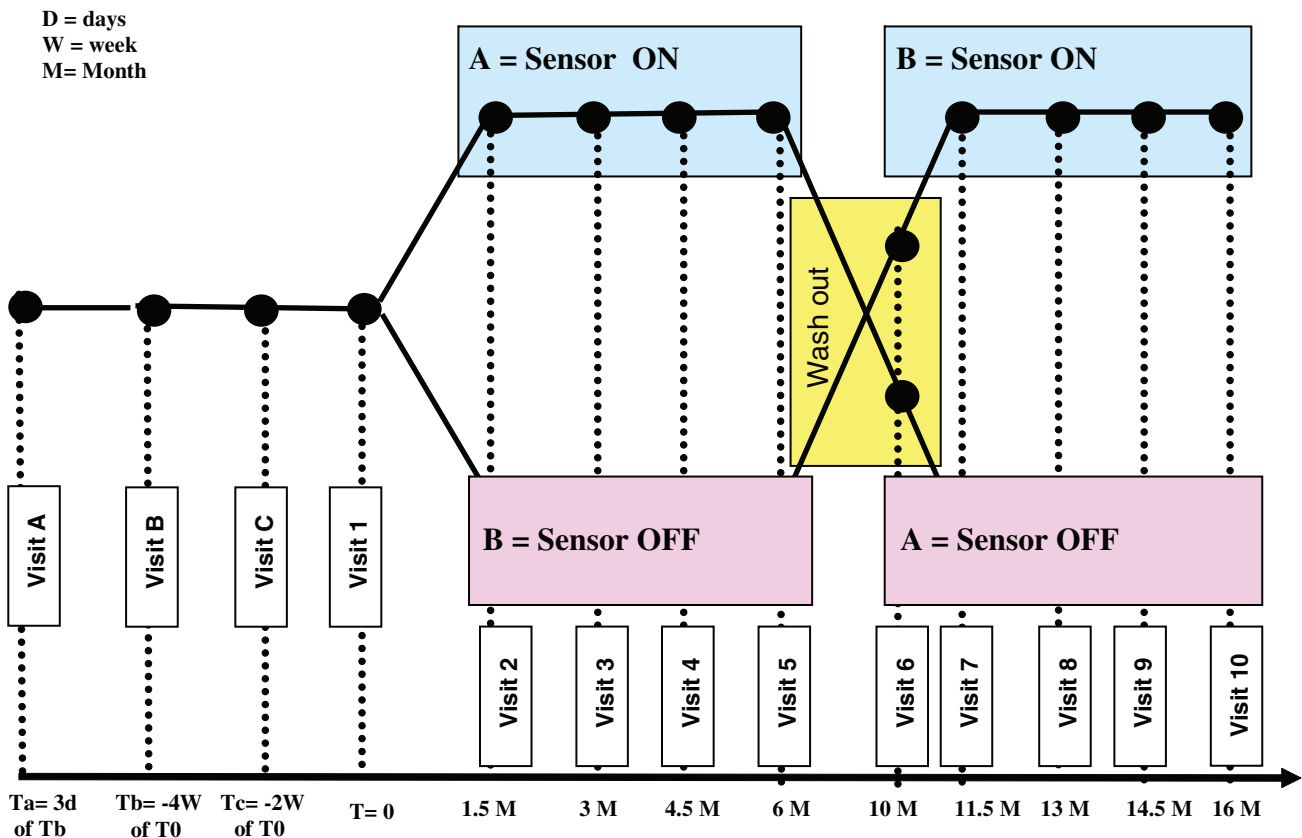 D = days
W = week
M= Month
A = Sensor ON
B = Sensor ON
Wash out
B = Sensor OFF
A = Sensor OFF
Visit A
Visit B
Visit C
Visit 1
Visit 2
Visit 3
Visit 4
Visit 5
Visit 6
Visit 7
Visit 8
Visit 9
Visit 10
Ta= 3d
of Tb
Tb= -4W
of T0
Tc= -2W
of T0
T= 0
1.5 M
3 M
4.5 M
6 M
10 M
11.5 M
13 M
14.5 M
16 M